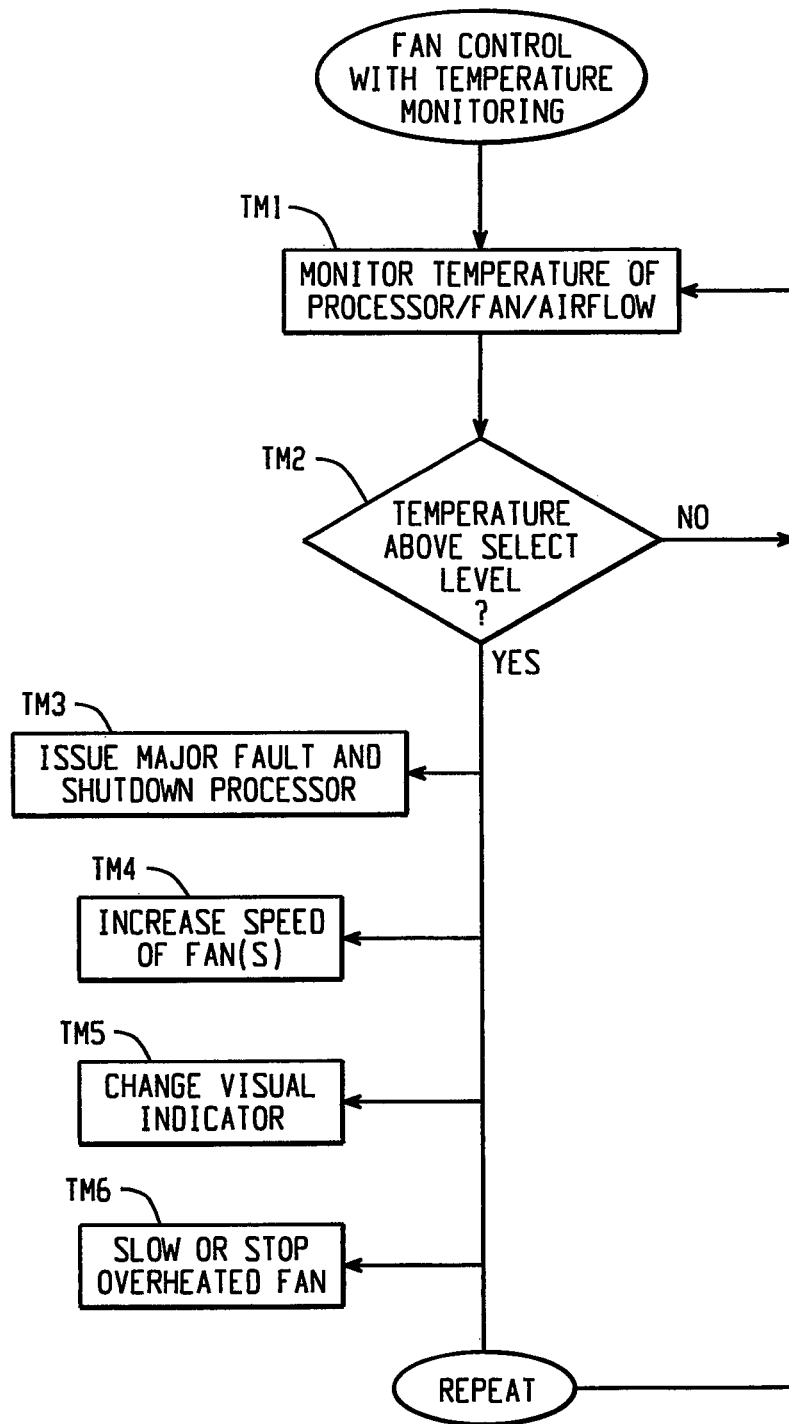 FAN CONTROL
WITH TEMPERATURE
MONITORING
TM1
MONITOR TEMPERATURE OF
PROCESSOR/FAN/AIRFLOW
TM2
TEMPERATURE
ABOVE SELECT
LEVEL
?
NO
YES
TM3
ISSUE MAJOR FAULT AND
SHUTDOWN PROCESSOR
TM4
INCREASE SPEED
OF FAN(S)
TM5
CHANGE VISUAL
INDICATOR
TM6
SLOW OR STOP
OVERHEATED FAN
REPEAT